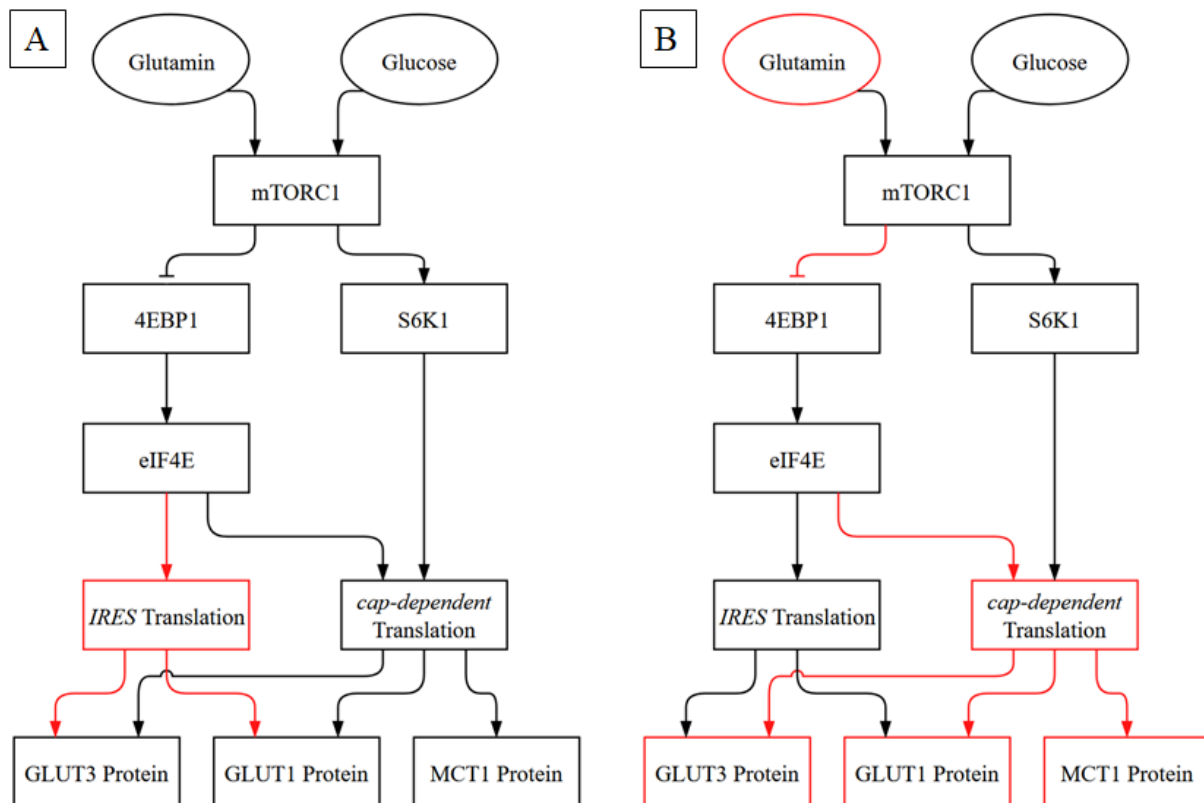 A
Glutamin
Glucose
mTORC1
4EBP1
S6K1
eIF4E
IRES Translation
cap-dependent
Translation
GLUT3 Protein
GLUT1 Protein
MCT1 Protein
B
Glutamin
Glucose
mTORC1
4EBP1
S6K1
eIF4E
IRES Translation
cap-dependent
Translation
GLUT3 Protein
GLUT1 Protein
MCT1 Protein